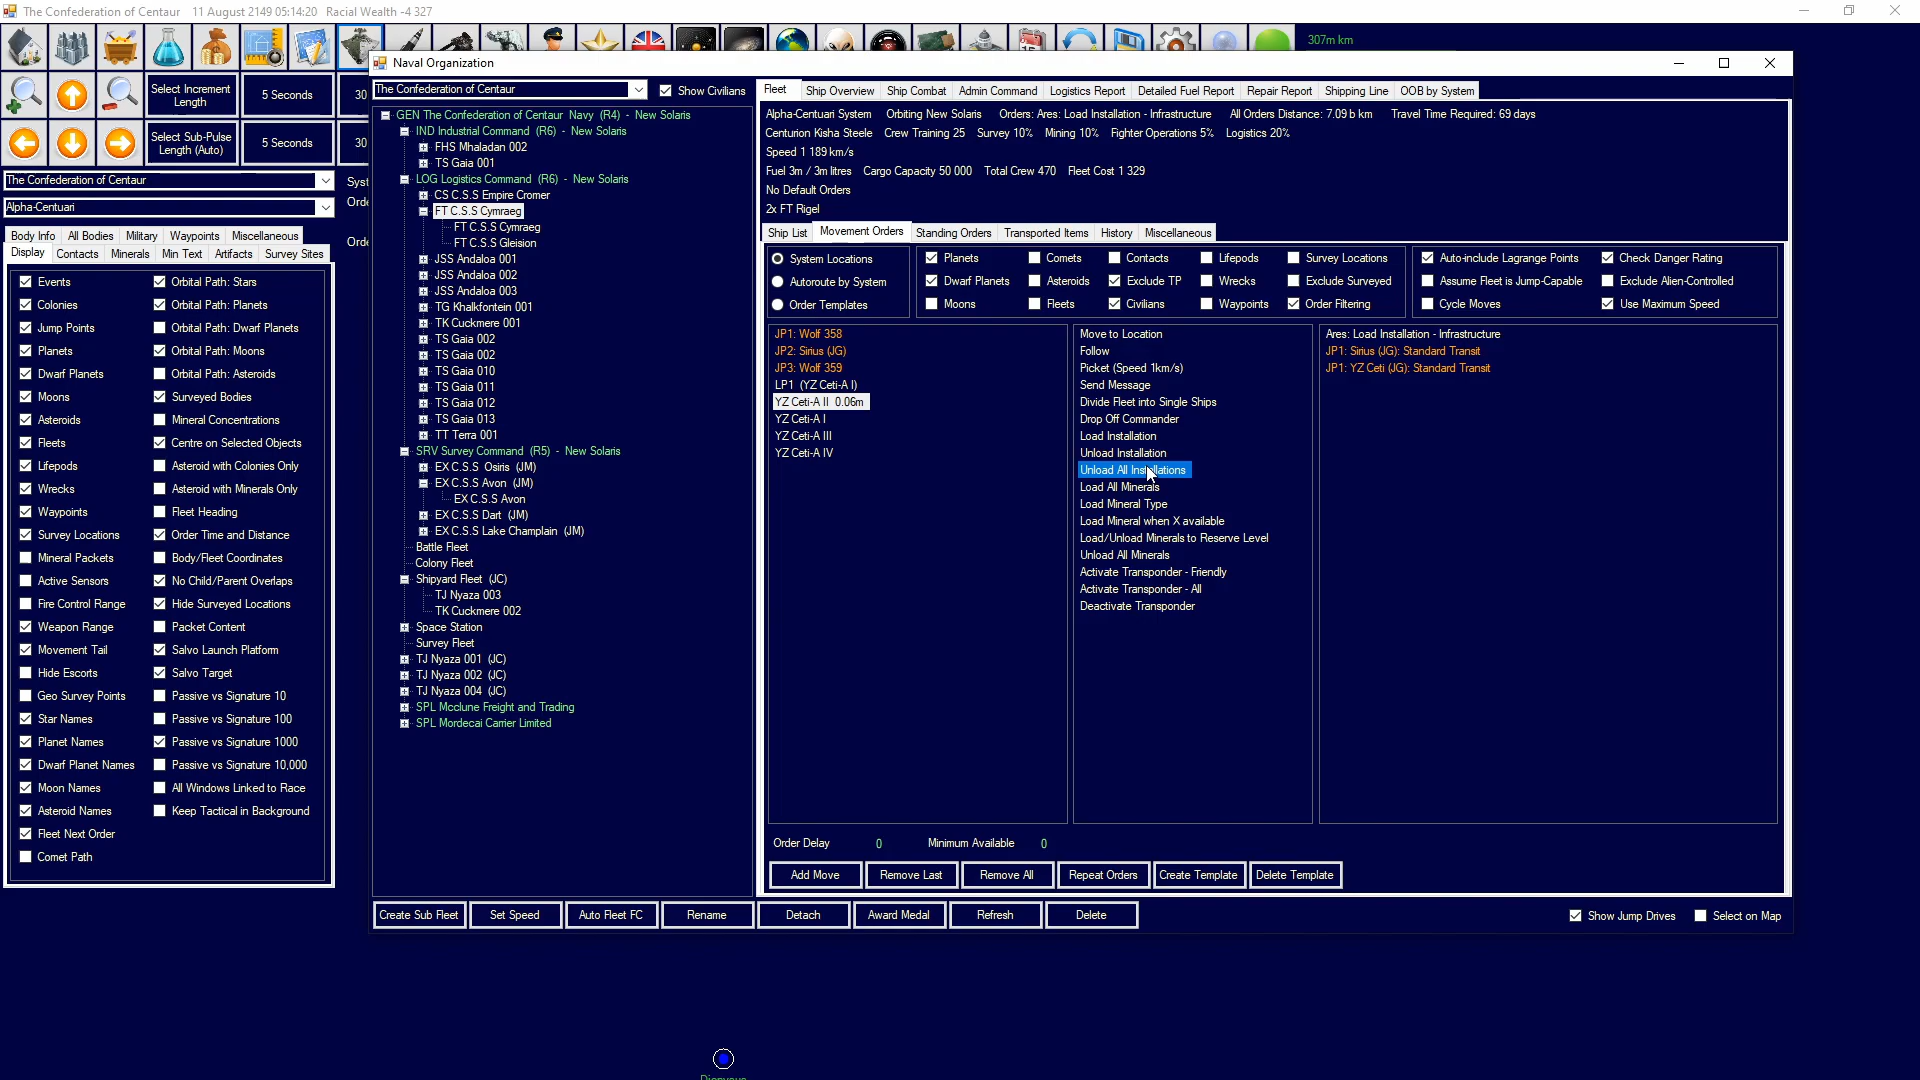 The Confederation of Centaur   11 August 2149 05:14:20   Racial Wealth -4 327
307m km
Select Increment Length
5 Seconds
30
Select Sub-Pulse Length (Auto)
5 Seconds
30
The Confederation of Centaur
Syst
Alpha-Centuari
Orde
Body Info
All Bodies
Military
Waypoints
Miscellaneous
Orde
Display
Contacts
Minerals
Min Text
Artifacts
Survey Sites
Events
Orbital Path: Stars
Colonies
Orbital Path: Planets
Jump Points
Orbital Path: Dwarf Planets
Planets
Orbital Path: Moons
Dwarf Planets
Orbital Path: Asteroids
Moons
Surveyed Bodies
Asteroids
Mineral Concentrations
Fleets
Centre on Selected Objects
Lifepods
Asteroid with Colonies Only
Wrecks
Asteroid with Minerals Only
Waypoints
Fleet Heading
Survey Locations
Order Time and Distance
Mineral Packets
Body/Fleet Coordinates
Active Sensors
No Child/Parent Overlaps
Fire Control Range
Hide Surveyed Locations
Weapon Range
Packet Content
Movement Tail
Salvo Launch Platform
Hide Escorts
Salvo Target
Geo Survey Points
Passive vs Signature 10
Star Names
Passive vs Signature 100
Planet Names
Passive vs Signature 1000
Dwarf Planet Names
Passive vs Signature 10,000
Moon Names
All Windows Linked to Race
Asteroid Names
Keep Tactical in Background
Fleet Next Order
Comet Path
Naval Organization
The Confederation of Centaur
Show Civilians
GEN The Confederation of Centaur Navy (R4) - New Solaris
IND Industrial Command (R6) - New Solaris
FHS Mhaladan 002
TS Gaia 001
LOG Logistics Command (R6) - New Solaris
CS C.S.S Empire Cromer
FT C.S.S Cymraeg
FT C.S.S Cymraeg
FT C.S.S Gleision
JSS Andaloa 001
JSS Andaloa 002
JSS Andaloa 003
TG Khalkfontein 001
TK Cuckmere 001
TS Gaia 002
TS Gaia 002
TS Gaia 010
TS Gaia 011
TS Gaia 012
TS Gaia 013
TT Terra 001
SRV Survey Command (R5) - New Solaris
EX C.S.S Osiris (JM)
EX C.S.S Avon (JM)
EX C.S.S Avon
EX C.S.S Dart (JM)
EX C.S.S Lake Champlain (JM)
Battle Fleet
Colony Fleet
Shipyard Fleet (JC)
TJ Nyaza 003
TK Cuckmere 002
Space Station
Survey Fleet
TJ Nyaza 001 (JC)
TJ Nyaza 002 (JC)
TJ Nyaza 004 (JC)
SPL Mcclune Freight and Trading
SPL Mordecai Carrier Limited
Fleet
Ship Overview
Ship Combat
Admin Command
Logistics Report
Detailed Fuel Report
Repair Report
Shipping Line
OOB by System
Alpha-Centuari System   Orbiting New Solaris   Orders: Ares: Load Installation - Infrastructure   All Orders Distance: 7.09 b km   Travel Time Required: 69 days
Centurion Kisha Steele   Crew Training 25   Survey 10%   Mining 10%   Fighter Operations 5%   Logistics 20%
Speed 1 189 km/s
Fuel 3m / 3m litres   Cargo Capacity 50 000   Total Crew 470   Fleet Cost 1 329
No Default Orders
2x FT Rigel
Ship List
Movement Orders
Standing Orders
Transported Items
History
Miscellaneous
System Locations
Autoroute by System
Order Templates
Planets
Comets
Contacts
Lifepods
Survey Locations
Dwarf Planets
Asteroids
Exclude TP
Wrecks
Exclude Surveyed
Moons
Fleets
Civilians
Waypoints
Order Filtering
Auto-include Lagrange Points
Check Danger Rating
Assume Fleet is Jump-Capable
Exclude Alien-Controlled
Cycle Moves
Use Maximum Speed
JP1: Wolf 358
JP2: Sirius (JG)
JP3: Wolf 359
LP1 (YZ Ceti-A I)
YZ Ceti-A II 0.06m
YZ Ceti-A I
YZ Ceti-A III
YZ Ceti-A IV
Move to Location
Follow
Picket (Speed 1km/s)
Send Message
Divide Fleet into Single Ships
Drop Off Commander
Load Installation
Unload Installation
Unload All Installations
Load All Minerals
Load Mineral Type
Load Mineral when X available
Load/Unload Minerals to Reserve Level
Unload All Minerals
Activate Transponder - Friendly
Activate Transponder - All
Deactivate Transponder
Ares: Load Installation - Infrastructure
JP1: Sirius (JG): Standard Transit
JP1: YZ Ceti (JG): Standard Transit
Order Delay   0   Minimum Available   0
Add Move
Remove Last
Remove All
Repeat Orders
Create Template
Delete Template
Create Sub Fleet
Set Speed
Auto Fleet FC
Rename
Detach
Award Medal
Refresh
Delete
Show Jump Drives
Select on Map